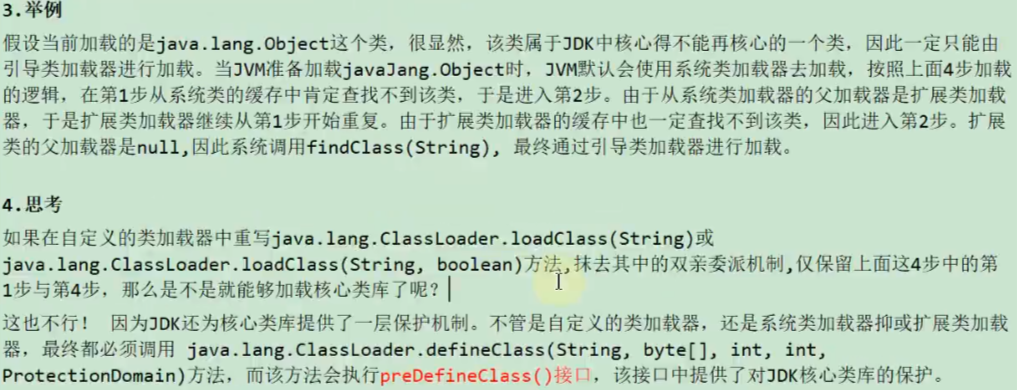 3.举例
假设当前加载的是java.lang.Object这个类，很显然，该类属于JDK中核心得不能再核心的一个类，因此一定只能由
引导类加载器进行加载。当JVM准备加载javaJang.Object时，JVM默认会使用系统类加载器去加载，按照上面4步加载
的逻辑，在第1步从系统类的缓存中肯定查找不到该类，于是进入第2步。由于从系统类加载器的父加载器是扩展类加载
器，于是扩展类加载器继续从第1步开始重复。由于扩展类加载器的缓存中也一定查找不到该类，因此进入第2步。扩展
类的父加载器是null,因此系统调用findClass(String)，最终通过引导类加载器进行加载。
4.思考
如果在自定义的类加载器中重写java.lang.ClassLoader.loadClass(String)或
java.lang.ClassLoader.loadClass(String, boolean)方法,抹去其中的双亲委派机制,仅保留上面这4步中的第
1步与第4步，那么是不是就能够加载核心类库了呢？
这也不行！ 因为JDK还为核心类库提供了一层保护机制。不管是自定义的类加载器，还是系统类加载器抑或扩展类加载
器，最终都必须调用 java.lang.ClassLoader.defineClass(String, byte[], int, int,
ProtectionDomain)方法，而该方法会执行preDefineClass()接口，该接口中提供了对JDK核心类库的保护。